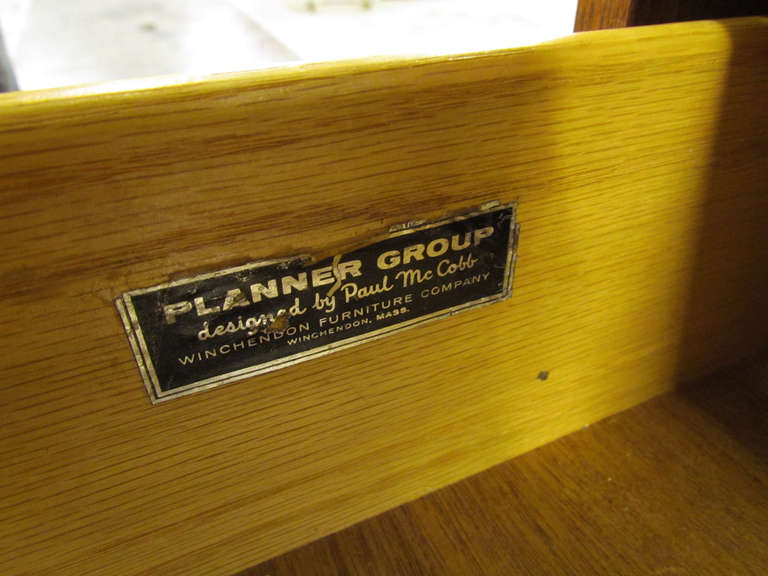 PLANNER GROUP
designed by Paul McCobb
WINCHENDON FURNITURE COMPANY
WINCHENDON, MASS.